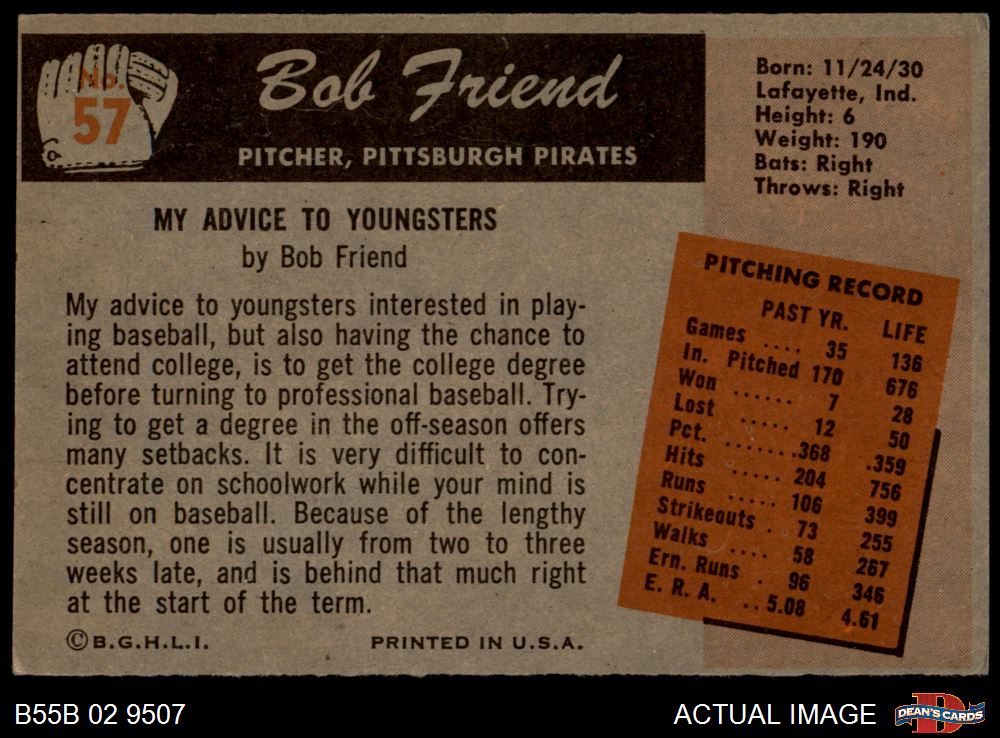 No.
57
Bob Friend
PITCHER, PITTSBURGH PIRATES
Born: 11/24/30
Lafayette, Ind.
Height: 6
Weight: 190
Bats: Right
Throws: Right
MY ADVICE TO YOUNGSTERS
by Bob Friend
My advice to youngsters interested in play-
ing baseball, but also having the chance to
attend college, is to get the college degree
before turning to professional baseball. Try-
ing to get a degree in the off-season offers
many setbacks. It is very difficult to con-
centrate on schoolwork while your mind is
still on baseball. Because of the lengthy
season, one is usually from two to three
weeks late, and is behind that much right
at the start of the term.
©B.G.H.L.I. PRINTED IN U.S.A.
PITCHING RECORD
PAST YR. LIFE
Games .... 35 136
In. Pitched 170 676
Won ...... 7 28
Lost ..... 12 50
Pct. .......368 .359
Hits ..... 204 756
Runs ..... 106 399
Strikeouts . 73 255
Walks .... 58 267
Ern. Runs . 96 346
E. R. A. ..5.08 4.61
B55B 02 9507
ACTUAL IMAGE
DEAN'S CARDS